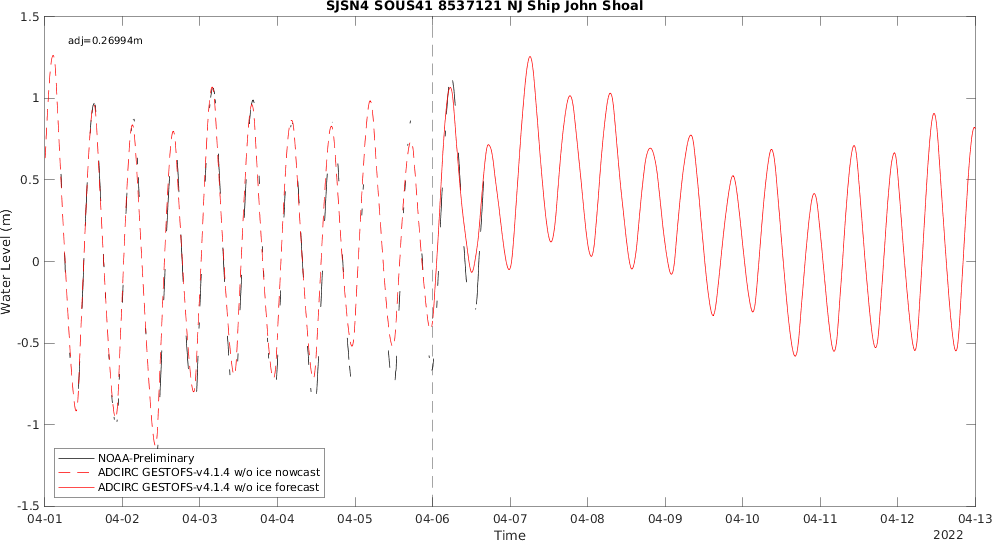 SJSN4 SOUS41 8537121 NJ Ship John Shoal
adj=0.26994m
1.5
1
0.5
0
-0.5
-1
-1.5
Water Level (m)
NOAA-Preliminary
ADCIRC GESTOFS-v4.1.4 w/o ice nowcast
ADCIRC GESTOFS-v4.1.4 w/o ice forecast
04-01 04-02 04-03 04-04 04-05 04-06 04-07 04-08 04-09 04-10 04-11 04-12 04-13
Time
2022